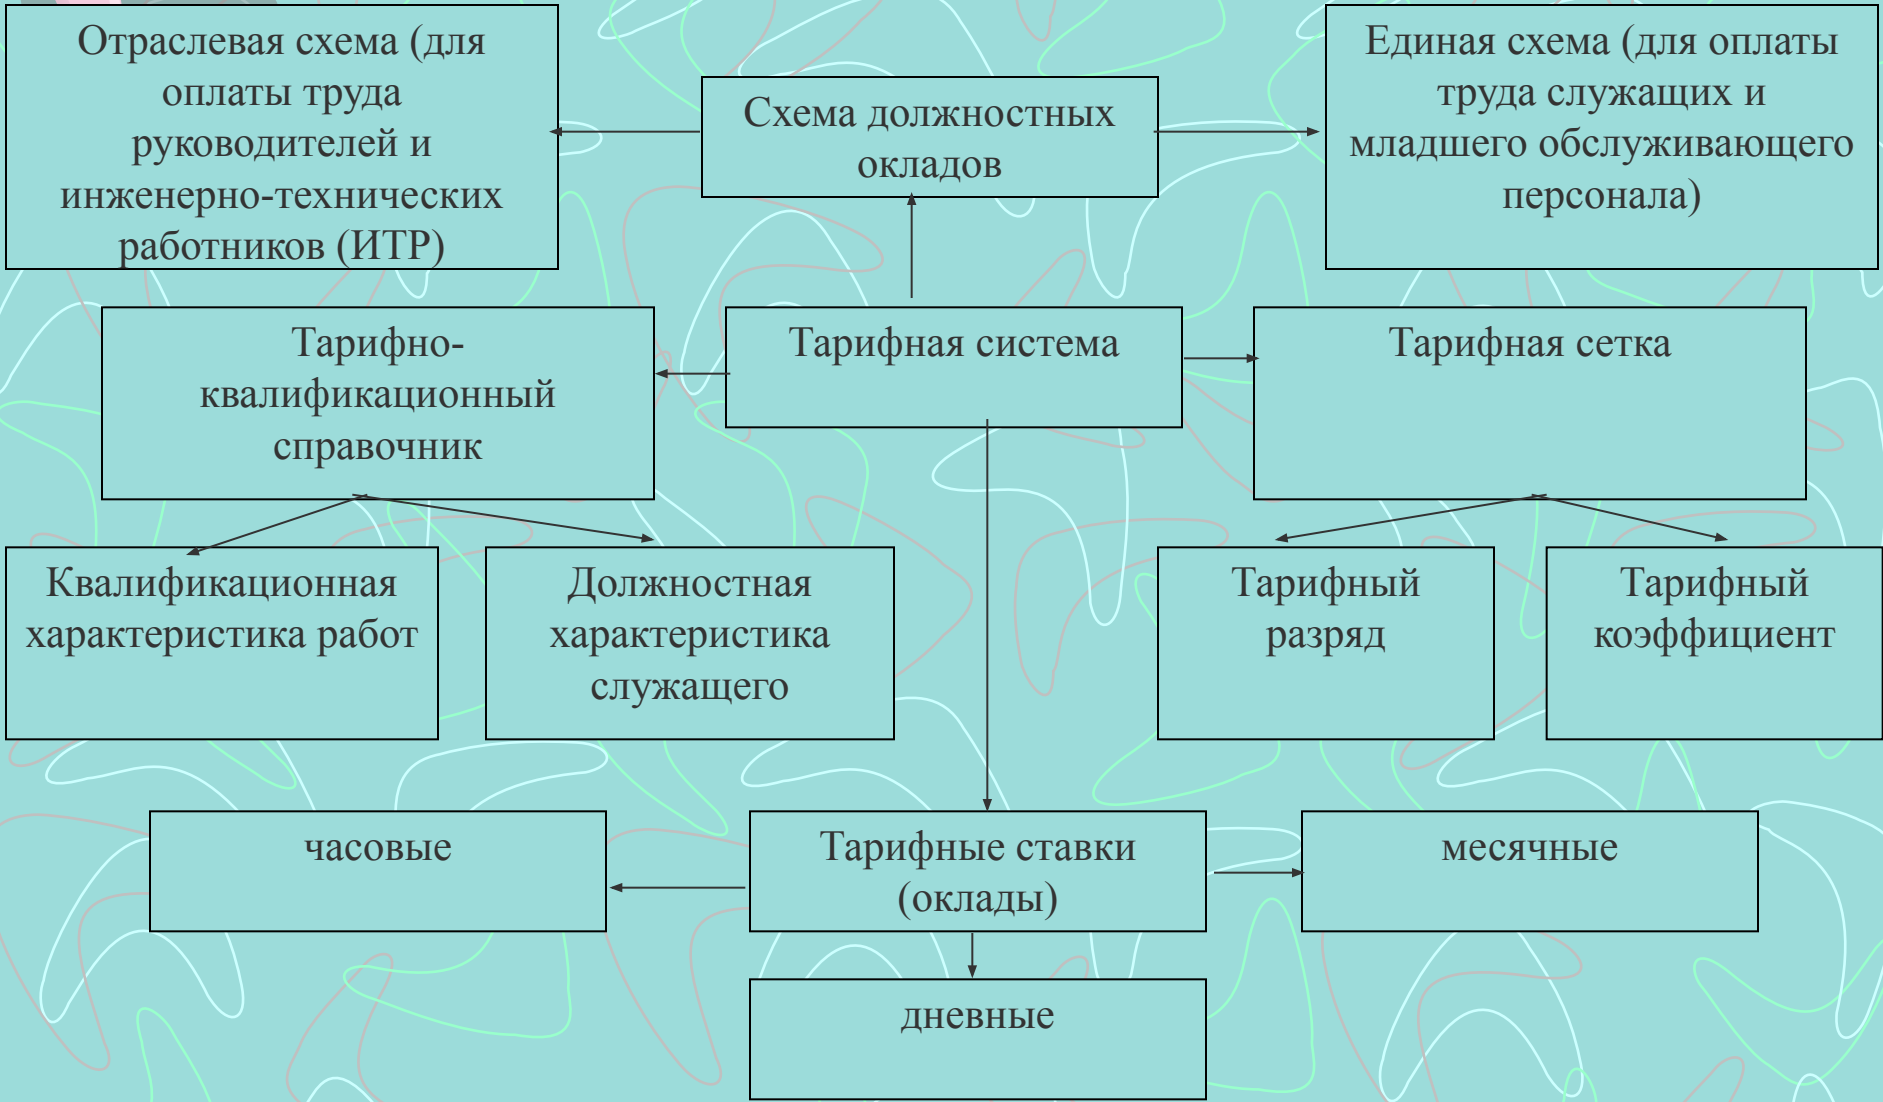 Отраслевая схема (для
оплаты труда
руководителей и
инженерно-технических
работников (ИТР)
Схема должностных
окладов
Единая схема (для оплаты
труда служащих и
младшего обслуживающего
персонала)
Тарифно-
квалификационный
справочник
Тарифная система
Тарифная сетка
Квалификационная
характеристика работ
Должностная
характеристика
служащего
Тарифный
разряд
Тарифный
коэффициент
часовые
Тарифные ставки
(оклады)
месячные
дневные